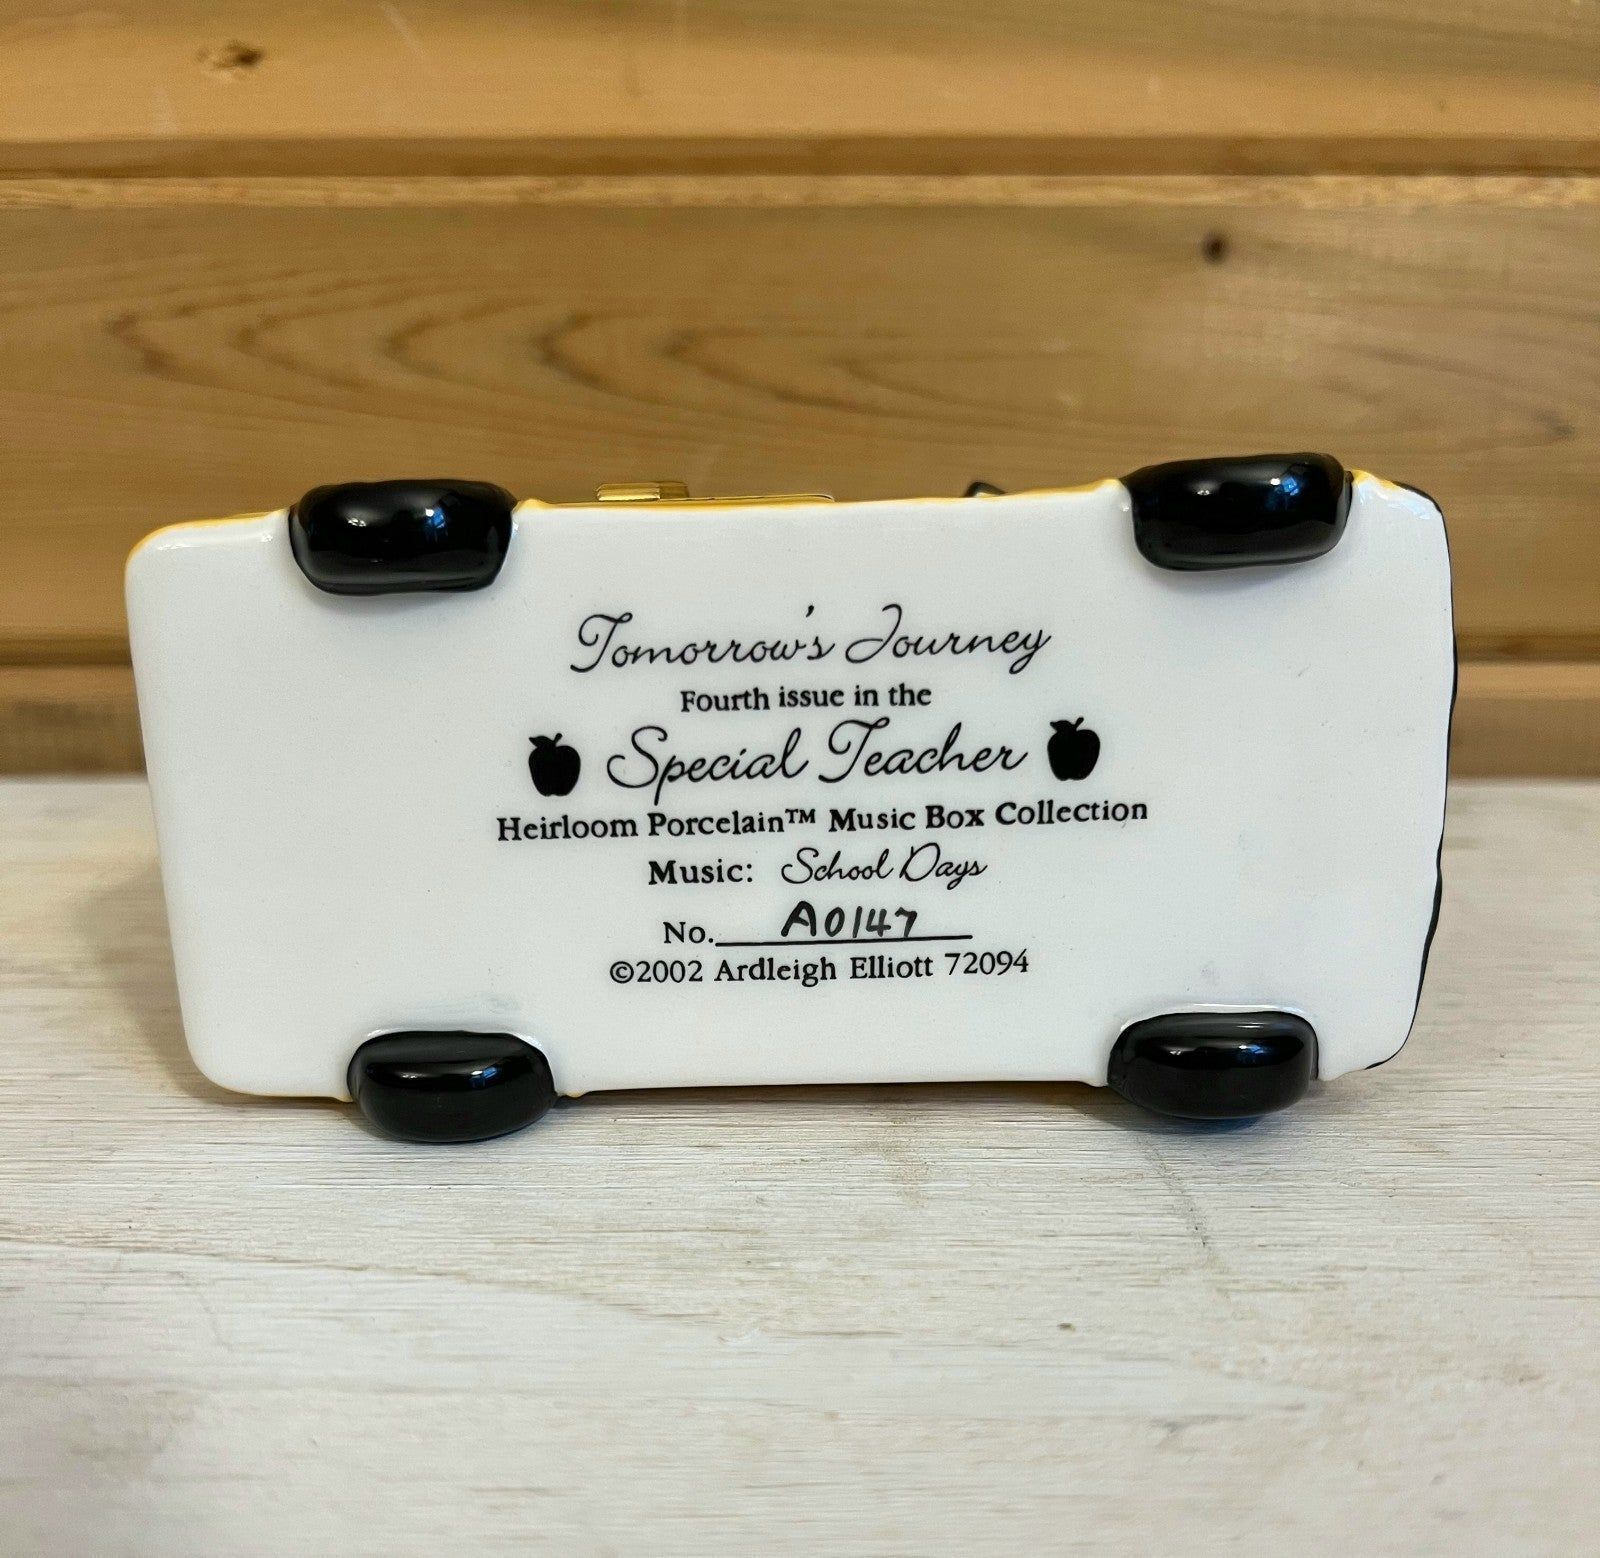 Tomorrow's Journey
Fourth issue in the
Special Teacher
Heirloom Porcelain™ Music Box Collection
Music: School Days
No. A0147
©2002 Ardleigh Elliott 72094